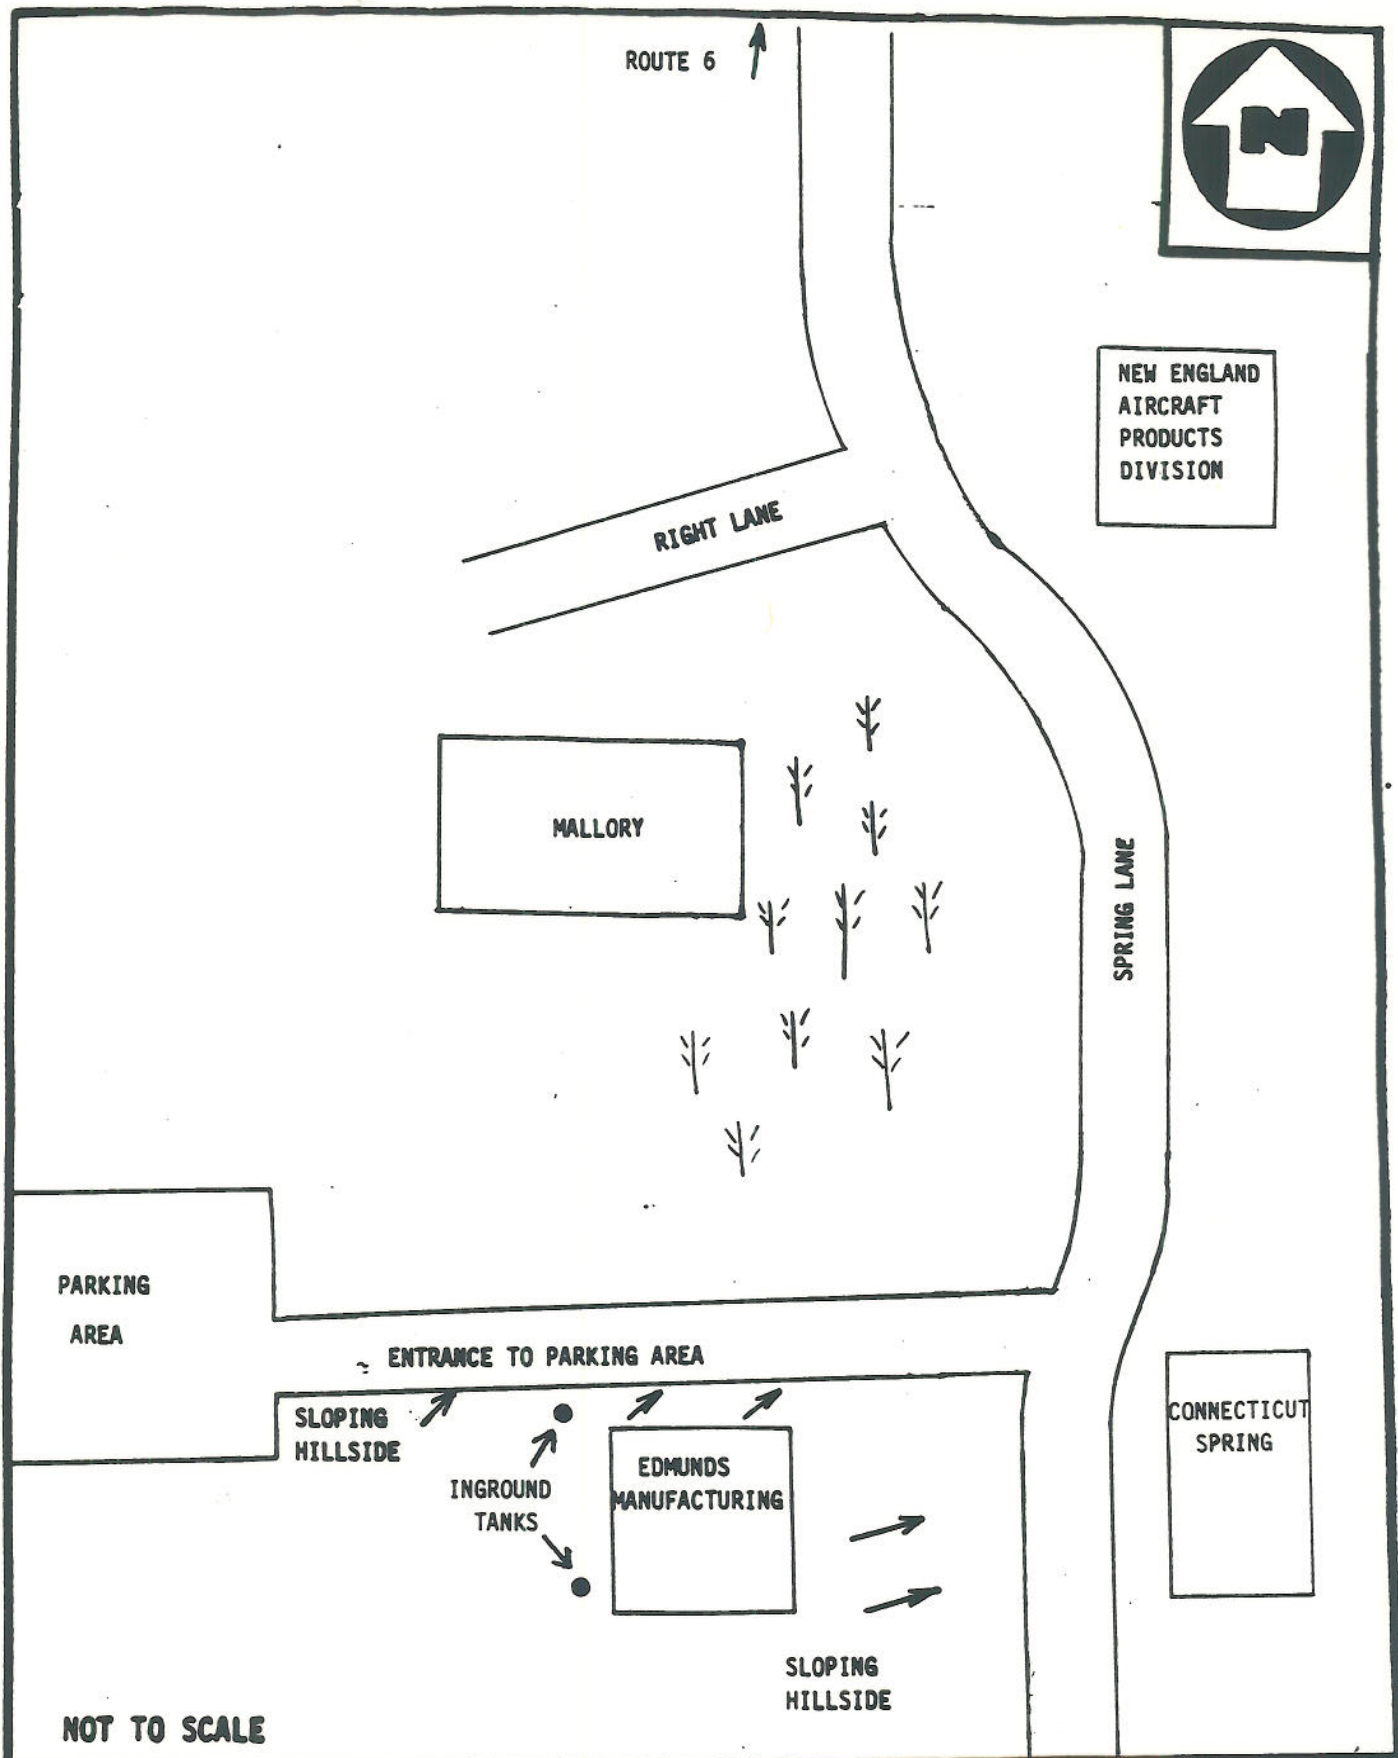 ROUTE 6
N
NEW ENGLAND
AIRCRAFT
PRODUCTS
DIVISION
RIGHT LANE
MALLORY
SPRING LANE
PARKING
AREA
ENTRANCE TO PARKING AREA
SLOPING
HILLSIDE
INGROUND
TANKS
EDMUNDS
MANUFACTURING
CONNECTICUT
SPRING
SLOPING
HILLSIDE
NOT TO SCALE